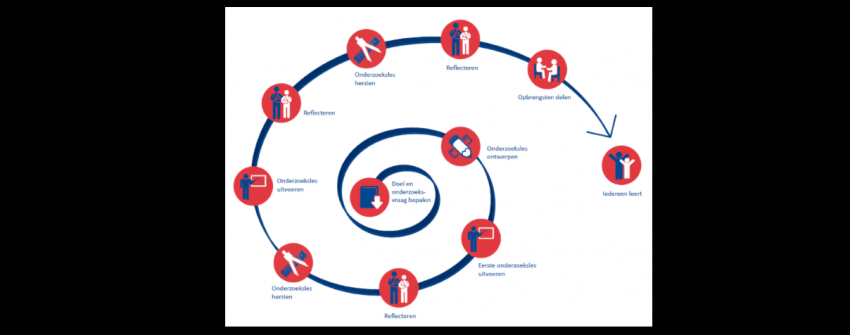 Doel en
onderzoeks-
vraag bepalen
Onderzoeksles
ontwerpen
Eerste onderzoeksles
uitvoeren
Reflecteren
Onderzoksles
herzien
Onderzoeksles
uitvoeren
Reflecteren
Onderzoeksles
herzien
Reflecteren
Opbrengsten delen
Iedereen leert